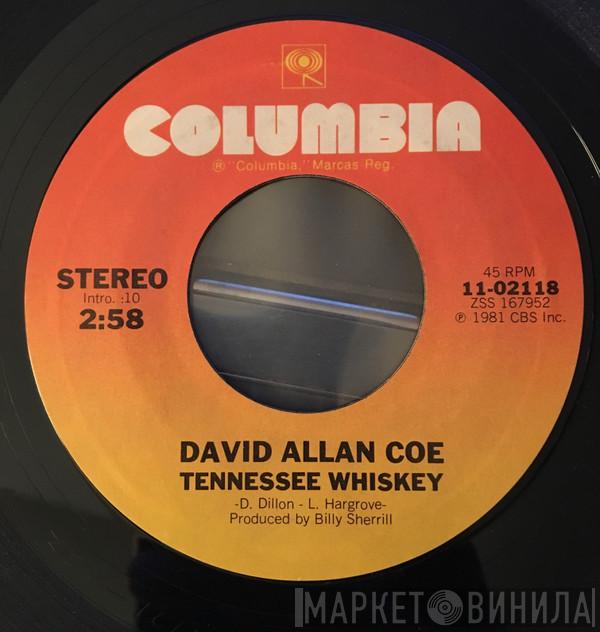 COLUMBIA
® "Columbia," Marcas Reg.
STEREO
Intro. :10
2:58
45 RPM
11-02118
ZSS 167952
℗ 1981 CBS Inc.
DAVID ALLAN COE
TENNESSEE WHISKEY
-D. Dillon - L. Hargrove-
Produced by Billy Sherrill
МАРКЕТ ВИНИЛА